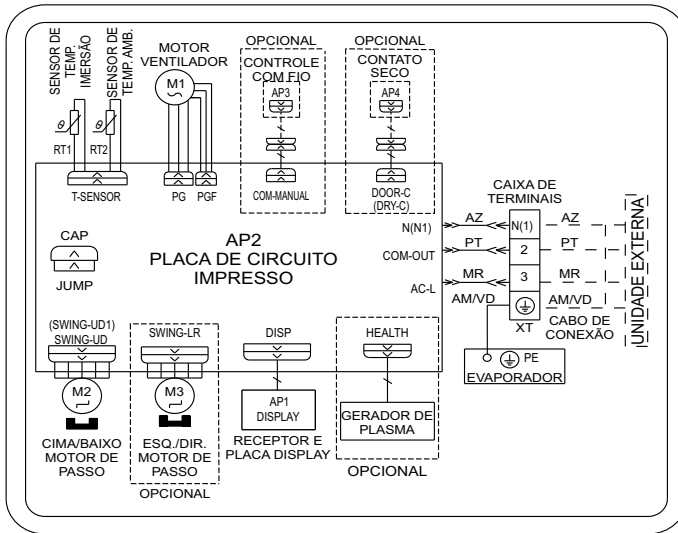 SENSOR DE
TEMP.
IMERSÃO
SENSOR DE
TEMP. AMB.
θ
θ
RT1
RT2
T-SENSOR
MOTOR
VENTILADOR
M1
PG
PGF
OPCIONAL
CONTROLE
COM FIO
AP3
COM-MANUAL
OPCIONAL
CONTATO
SECO
AP4
DOOR-C
(DRY-C)
CAP
JUMP
AP2
PLACA DE CIRCUITO
IMPRESSO
N(N1)
COM-OUT
AC-L
AZ
PT
MR
AM/VD
CAIXA DE
TERMINAIS
N(1)
2
3
XT
AZ
PT
MR
AM/VD
CABO DE
CONEXÃO
UNIDADE EXTERNA
PE
EVAPORADOR
(SWING-UD1)
SWING-UD
M2
CIMA/BAIXO
MOTOR DE
PASSO
SWING-LR
M3
ESQ./DIR.
MOTOR DE
PASSO
OPCIONAL
DISP
AP1
DISPLAY
RECEPTOR E
PLACA DISPLAY
HEALTH
GERADOR DE
PLASMA
OPCIONAL